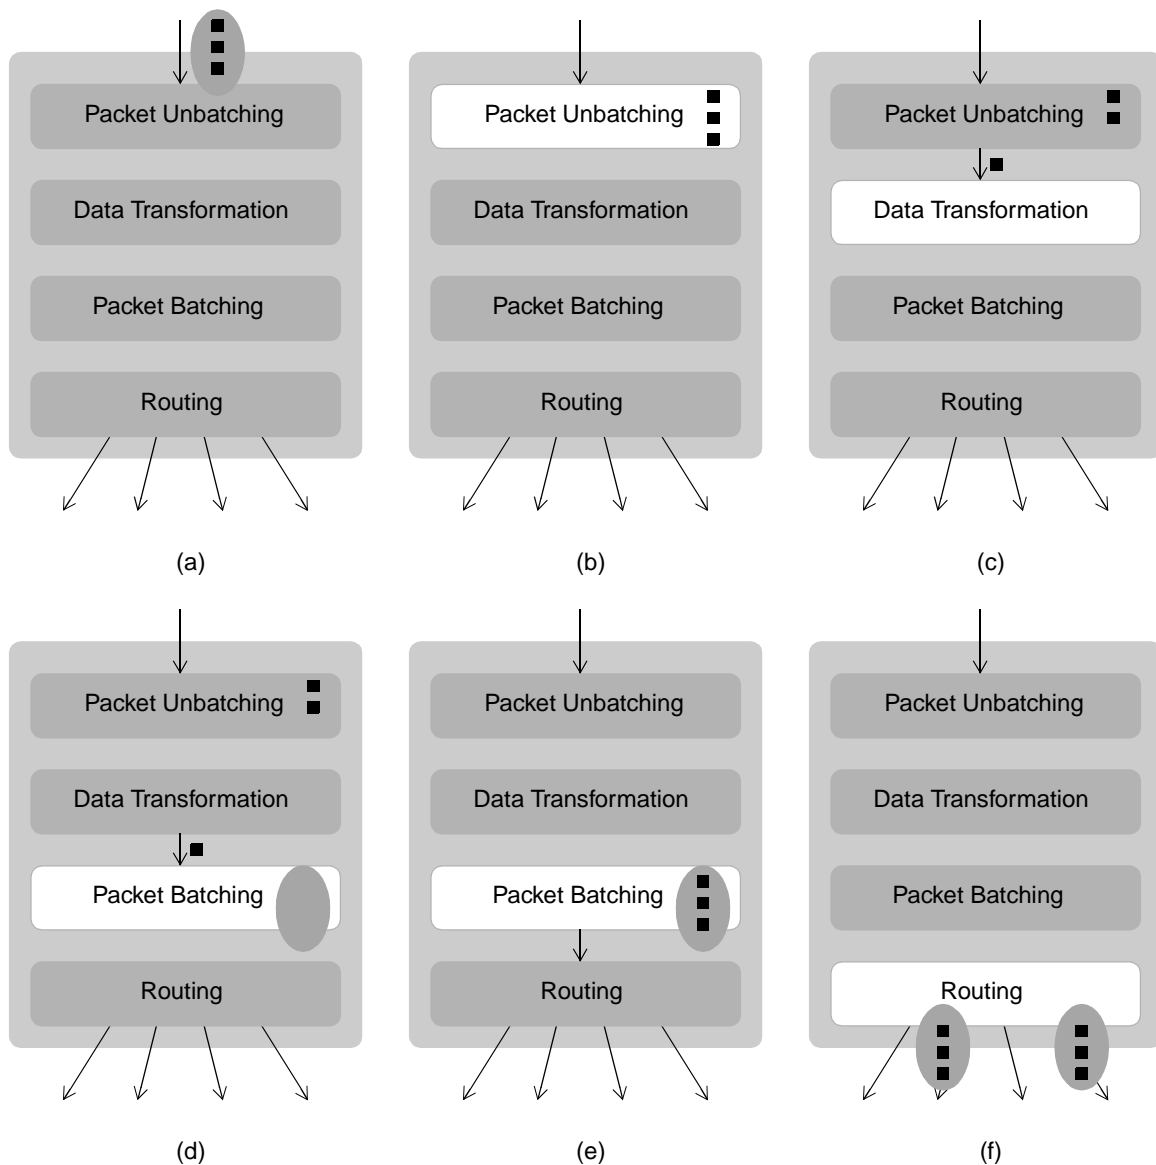 Packet Unbatching
Data Transformation
Packet Batching
Routing
(a)
Packet Unbatching
Data Transformation
Packet Batching
Routing
(b)
Packet Unbatching
Data Transformation
Packet Batching
Routing
(c)
Packet Unbatching
Data Transformation
Packet Batching
Routing
(d)
Packet Unbatching
Data Transformation
Packet Batching
Routing
(e)
Packet Unbatching
Data Transformation
Packet Batching
Routing
(f)